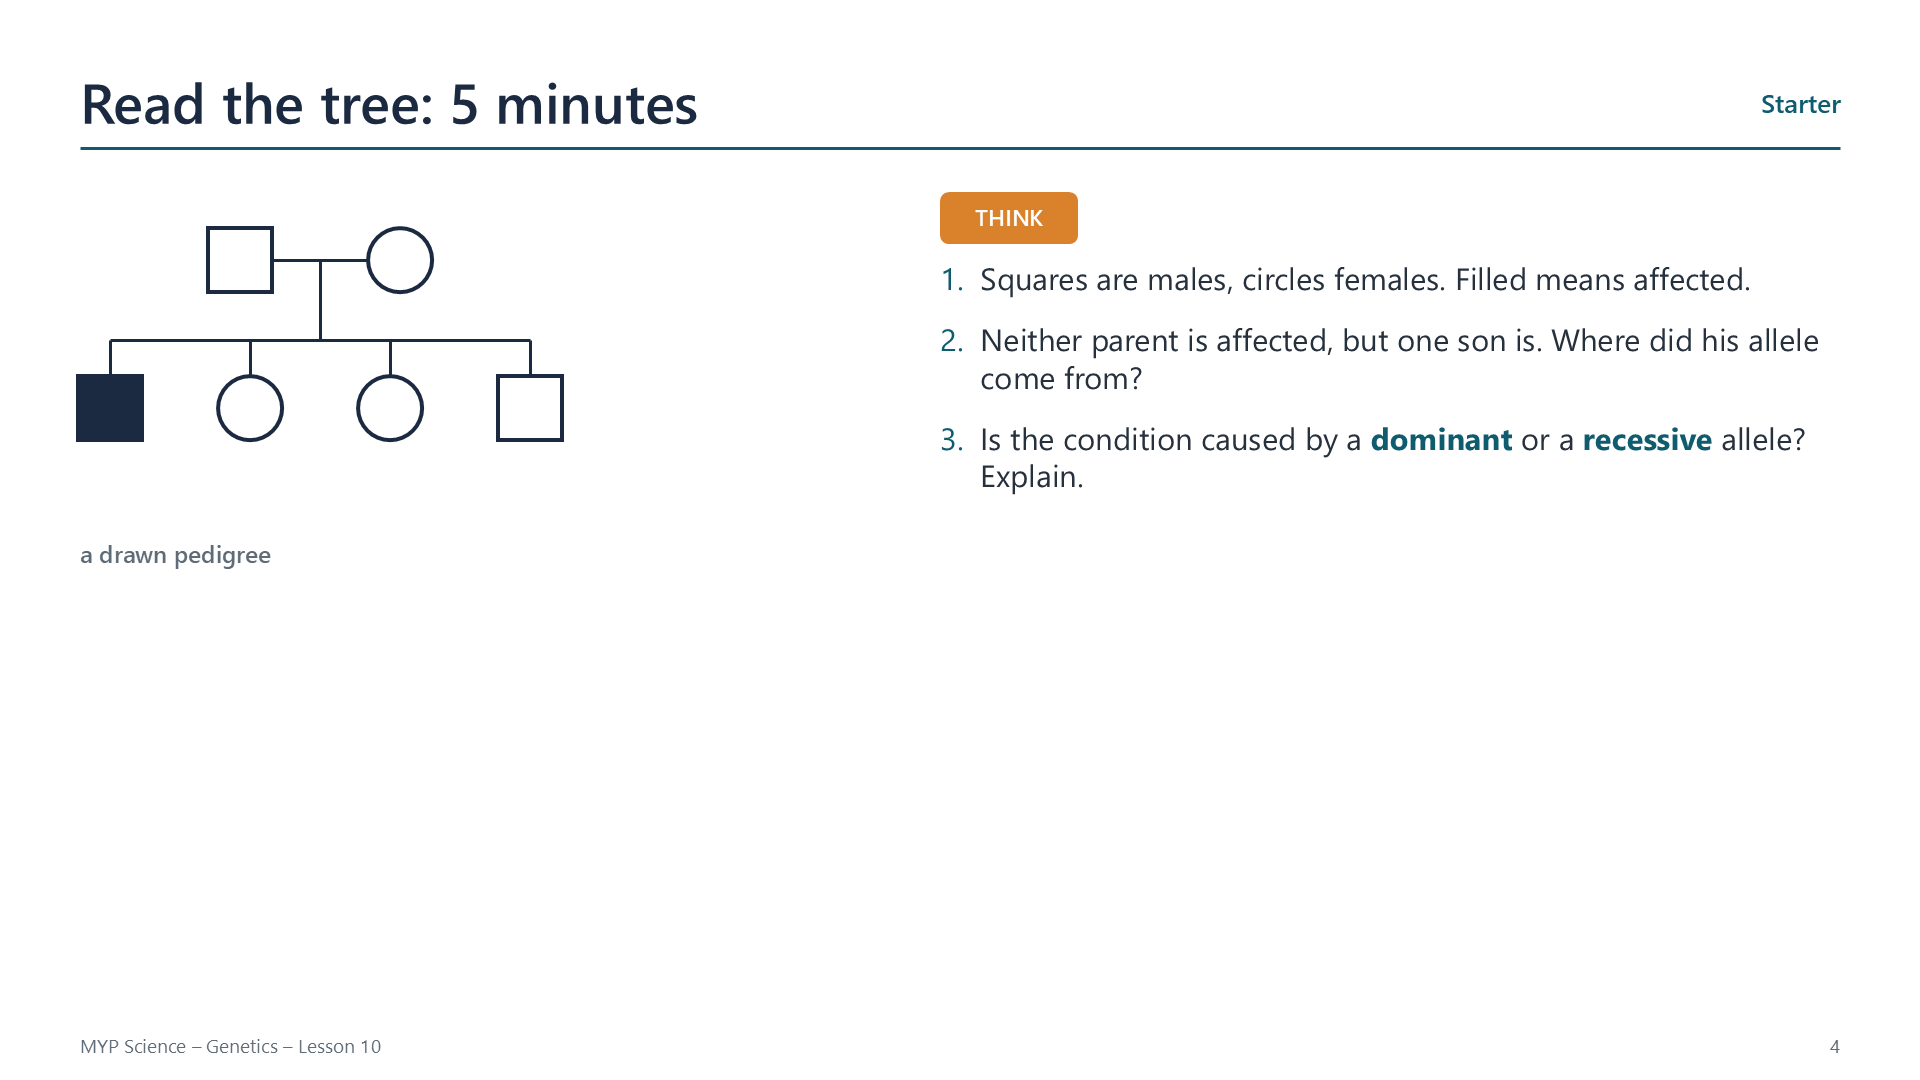 Read the tree: 5 minutes
Starter
THINK
1. Squares are males, circles females. Filled means affected.
2. Neither parent is affected, but one son is. Where did his allele
come from?
3. Is the condition caused by a dominant or a recessive allele?
Explain.
a drawn pedigree
MYP Science – Genetics – Lesson 10
4